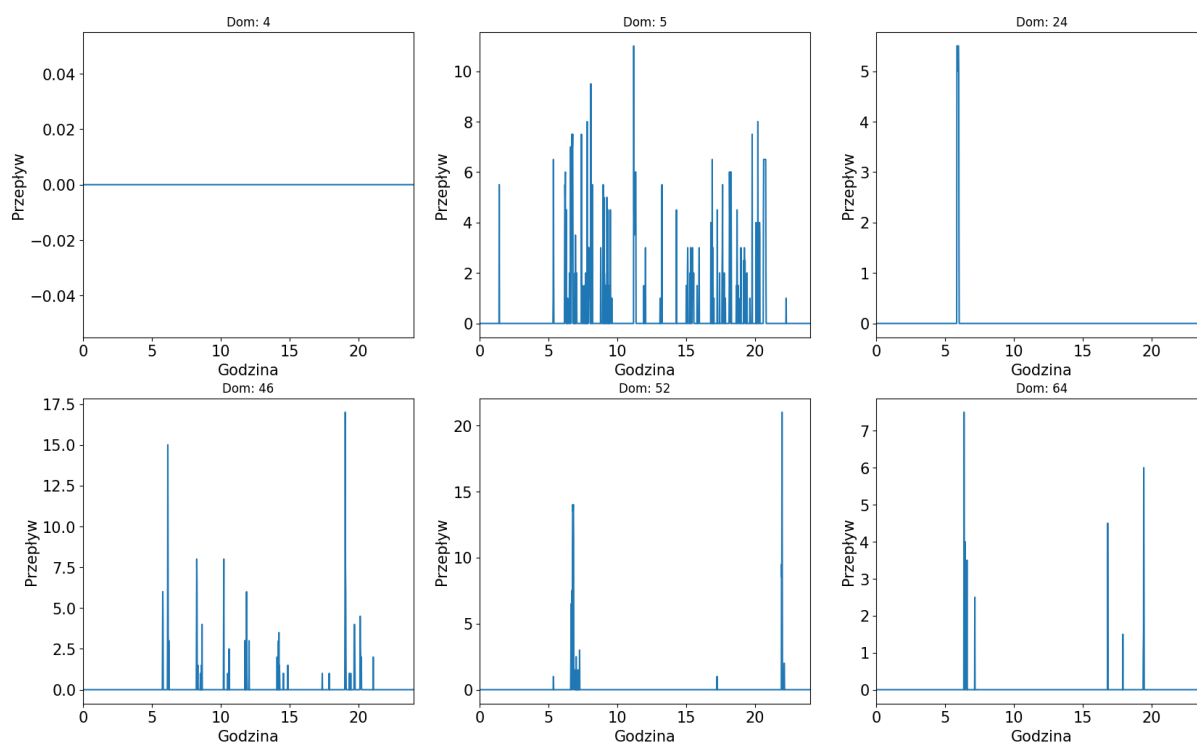 Dom: 4
Dom: 5
Dom: 24
Przepływ
0.04
0.02
0.00
−0.02
−0.04
0 5 10 15 20
Godzina
Przepływ
10
8
6
4
2
0
0 5 10 15 20
Godzina
Przepływ
5
4
3
2
1
0
0 5 10 15 20
Godzina
Dom: 46
Dom: 52
Dom: 64
Przepływ
17.5
15.0
12.5
10.0
7.5
5.0
2.5
0.0
0 5 10 15 20
Godzina
Przepływ
20
15
10
5
0
0 5 10 15 20
Godzina
Przepływ
7
6
5
4
3
2
1
0
0 5 10 15 20
Godzina